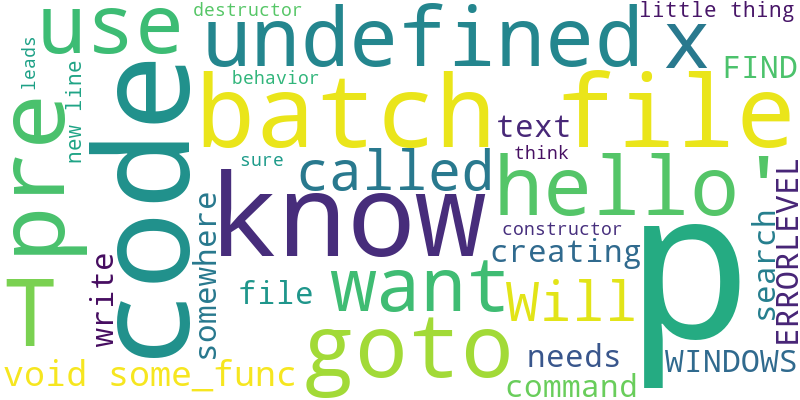 destructor
little thing
use
undefined
x
leads
new line
behavior
FIND
code
batch file
pre
text
sure
called
think
know
hello'
constructor
creating
somewhere
search
ERRORLEVEL
p
T
write
file
want
Will
goto
needs
WINDOWS
void some_func
command